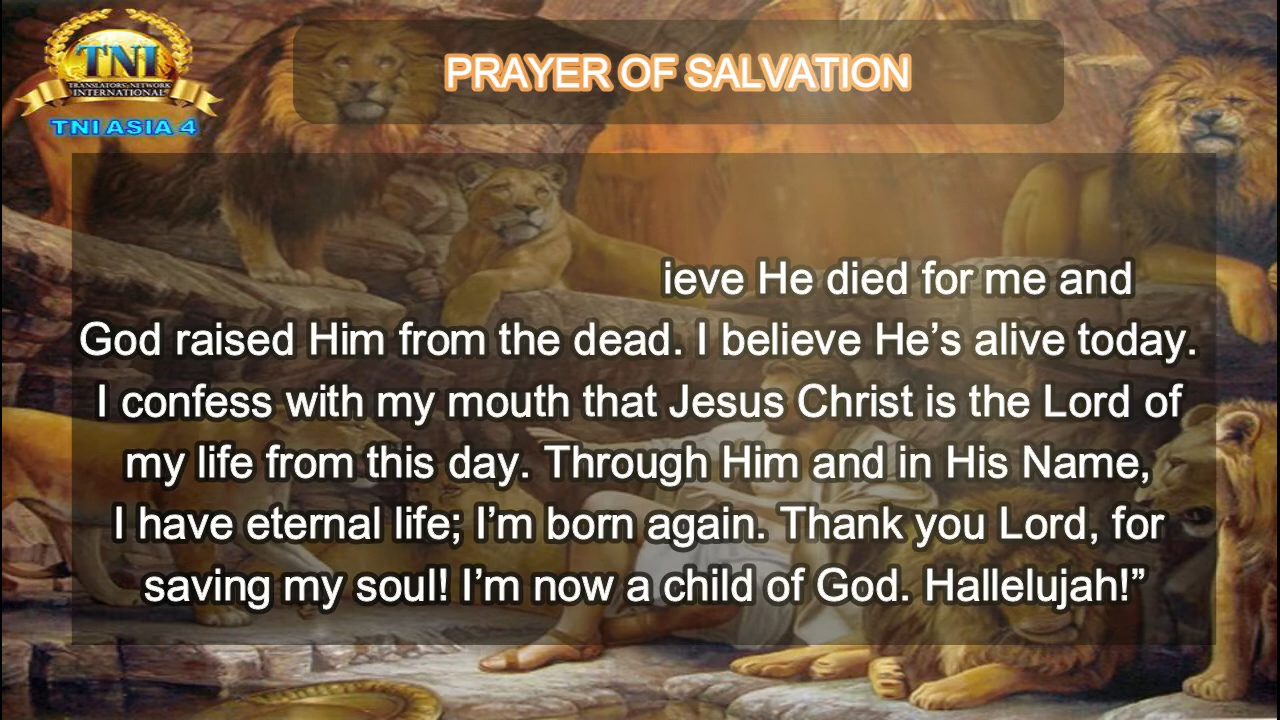 TNI
TRANSLATORS' NETWORK
INTERNATIONAL
TNI ASIA 4
PRAYER OF SALVATION
ieve He died for me and
God raised Him from the dead. I believe He’s alive today.
I confess with my mouth that Jesus Christ is the Lord of
my life from this day. Through Him and in His Name,
I have eternal life; I’m born again. Thank you Lord, for
saving my soul! I’m now a child of God. Hallelujah!”